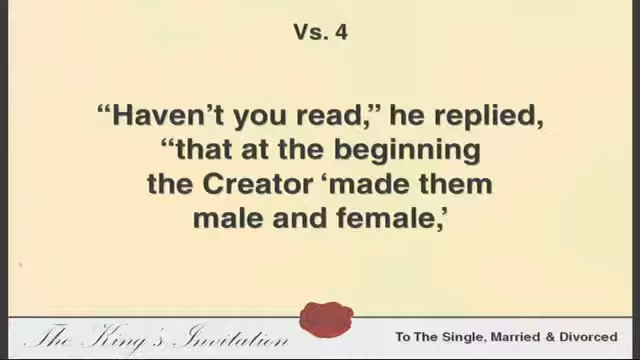 Vs. 4
“Haven’t you read,” he replied,
“that at the beginning
the Creator ‘made them
male and female,’
The King's Invitation
To The Single, Married & Divorced